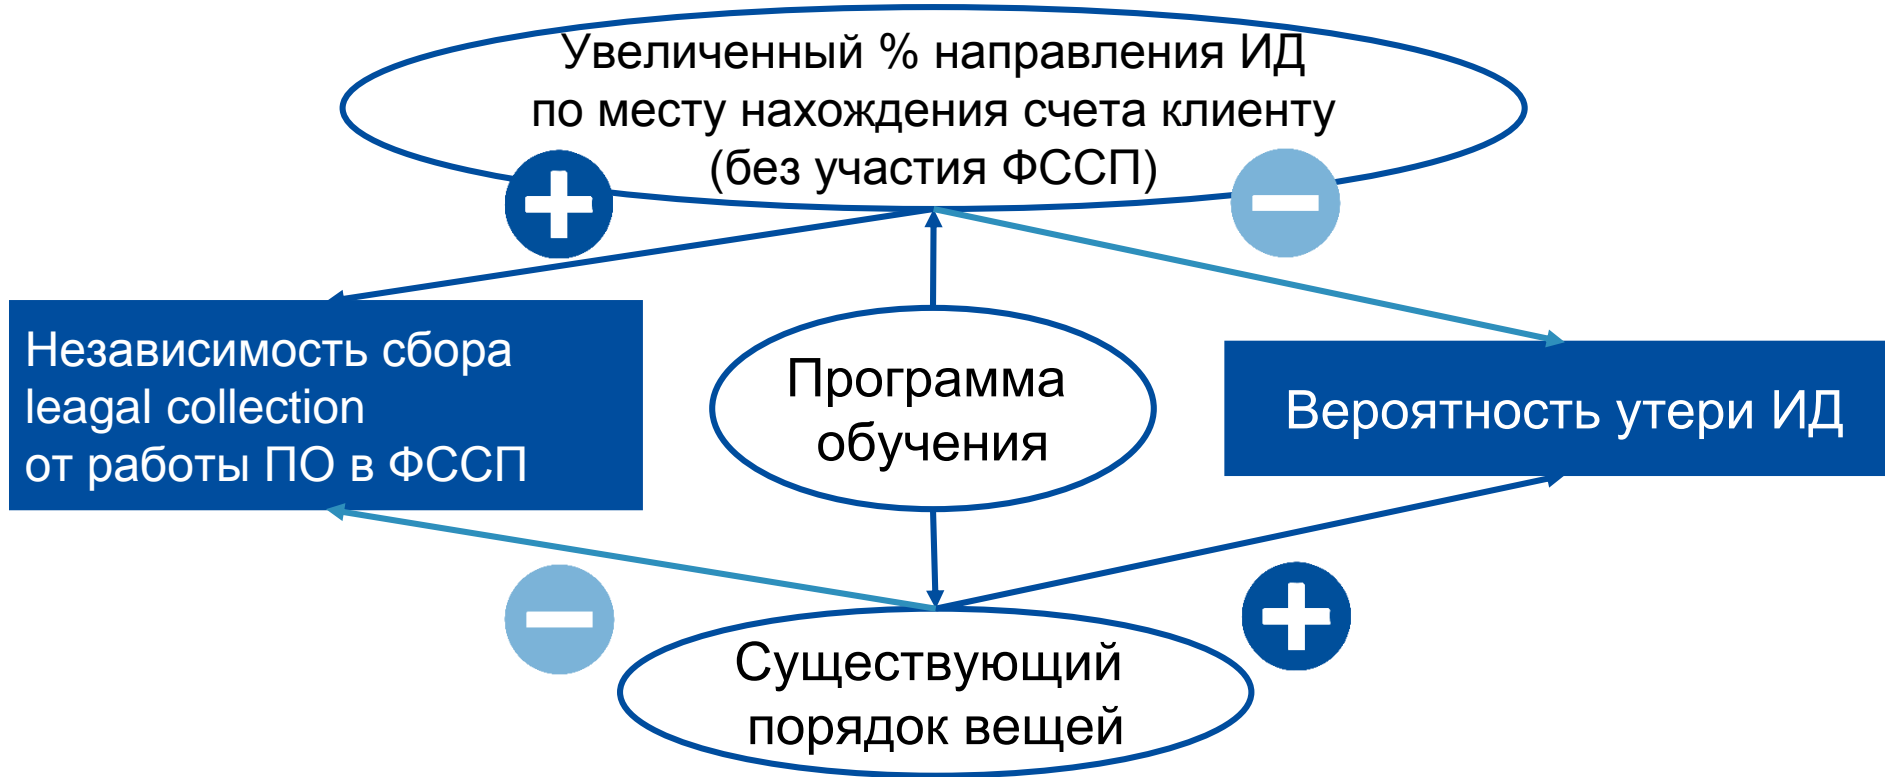 Увеличенный % направления ИД
по месту нахождения счета клиенту
(без участия ФССП)
Независимость сбора
leagal collection
от работы ПО в ФССП
Программа
обучения
Вероятность утери ИД
Существующий
порядок вещей